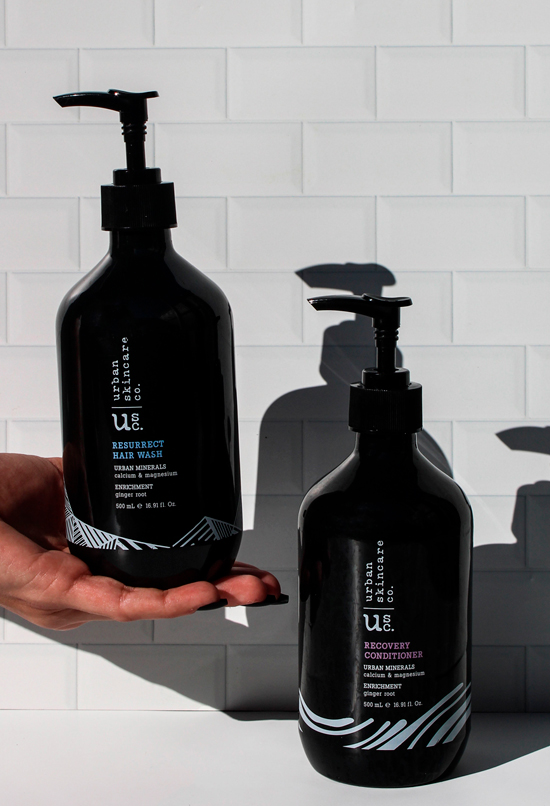 urban
skincare
co.
usc.
RESURRECT
HAIR WASH
URBAN MINERALS
calcium & magnesium
ENRICHMENT
ginger root
500 mL ℮ 16.91 fl. Oz.
urban
skincare
co.
usc.
RECOVERY
CONDITIONER
URBAN MINERALS
calcium & magnesium
ENRICHMENT
ginger root
500 mL ℮ 16.91 fl. Oz.